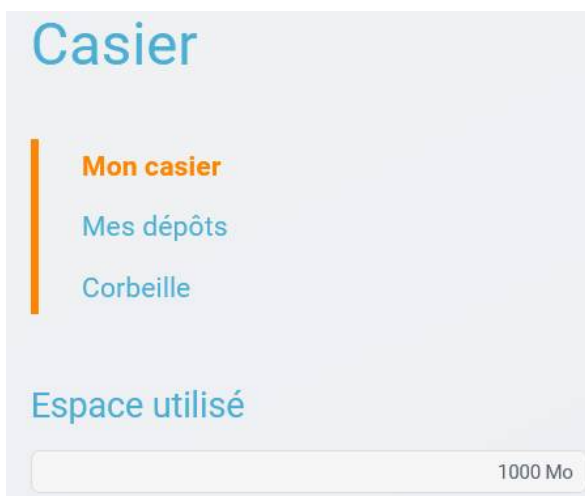 Casier
Mon casier
Mes dépôts
Corbeille
Espace utilisé
1000 Mo